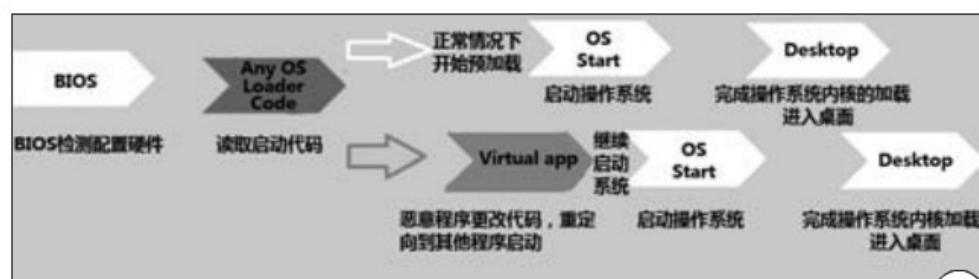 BIOS
BIOS检测配置硬件
Any OS
Loader
Code
读取启动代码
正常情况下
开始预加载
OS
Start
启动操作系统
Desktop
完成操作系统内核的加载
进入桌面
Virtual app
恶意程序更改代码，重定
向到其他程序启动
继续
启动
系统
OS
Start
启动操作系统
Desktop
完成操作系统内核加载
进入桌面